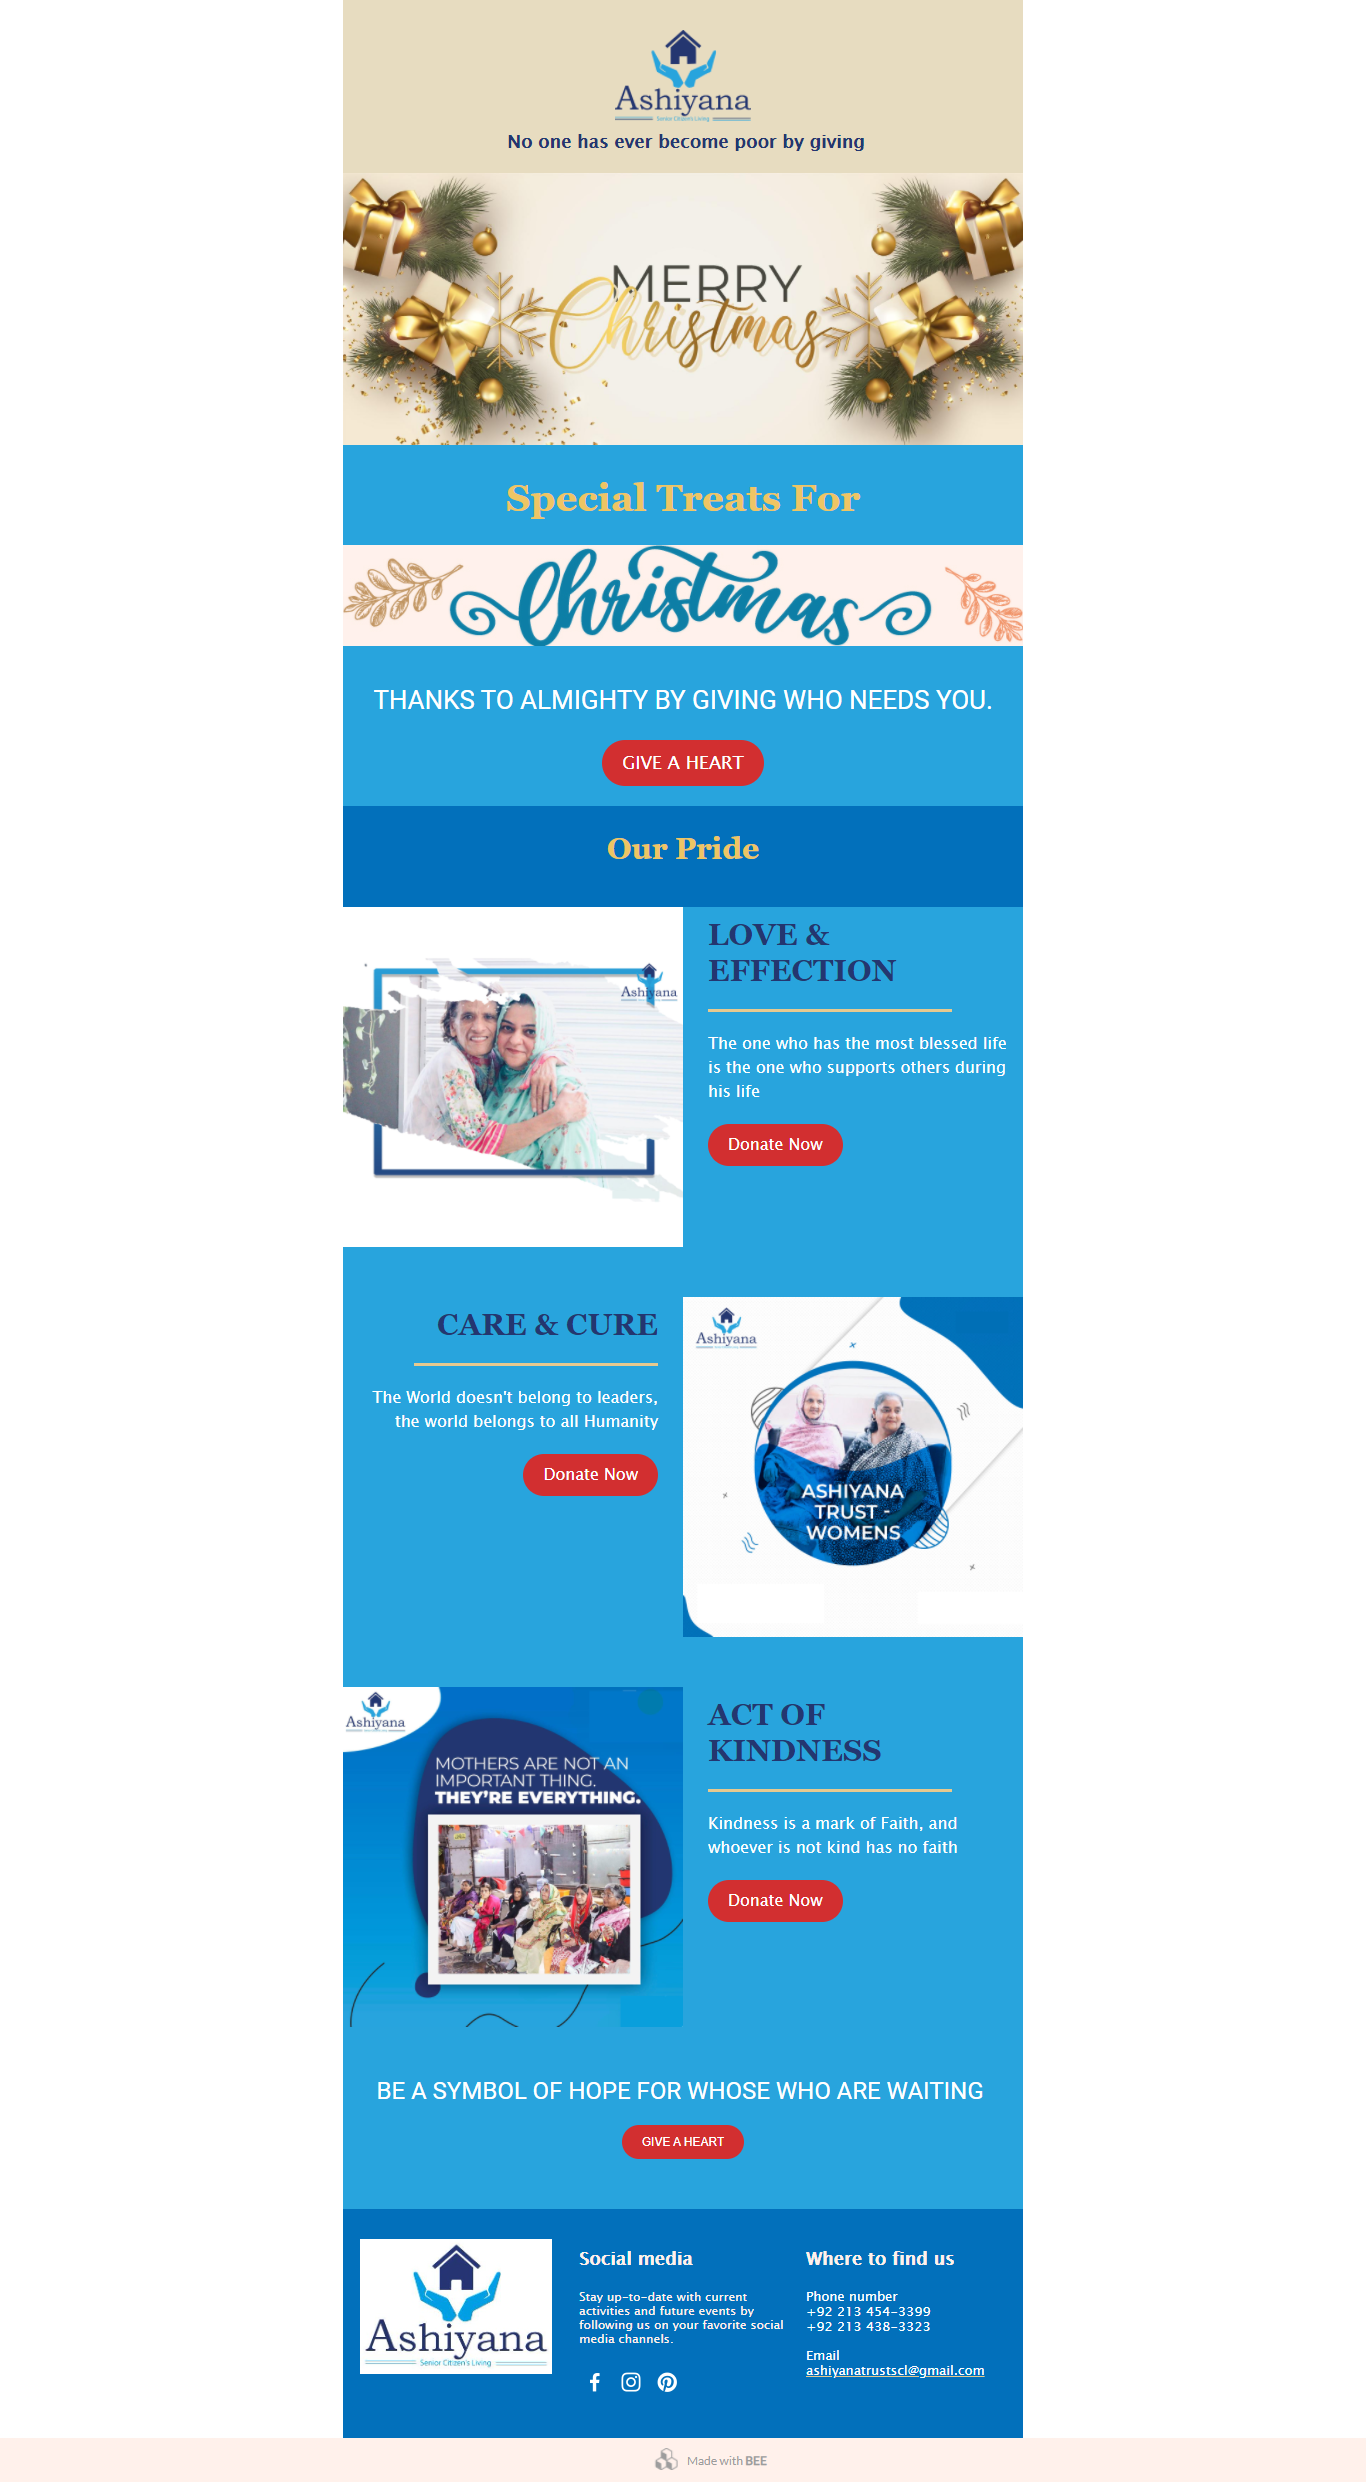 Ashiyana
Senior Citizen's Living
No one has ever become poor by giving
MERRY
Christmas
Special Treats For
Christmas
THANKS TO ALMIGHTY BY GIVING WHO NEEDS YOU.
GIVE A HEART
Our Pride
Ashiyana
LOVE &
EFFECTION
The one who has the most blessed life
is the one who supports others during
his life
Donate Now
CARE & CURE
The World doesn't belong to leaders,
the world belongs to all Humanity
Donate Now
Ashiyana
ASHIYANA
TRUST -
WOMENS
Ashiyana
MOTHERS ARE NOT AN
IMPORTANT THING.
THEY'RE EVERYTHING.
ACT OF
KINDNESS
Kindness is a mark of Faith, and
whoever is not kind has no faith
Donate Now
BE A SYMBOL OF HOPE FOR WHOSE WHO ARE WAITING
GIVE A HEART
Ashiyana
Senior Citizen's Living
Social media
Stay up-to-date with current
activities and future events by
following us on your favorite social
media channels.
Where to find us
Phone number
+92 213 454-3399
+92 213 438-3323
Email
ashiyanatrustscl@gmail.com
Made with BEE